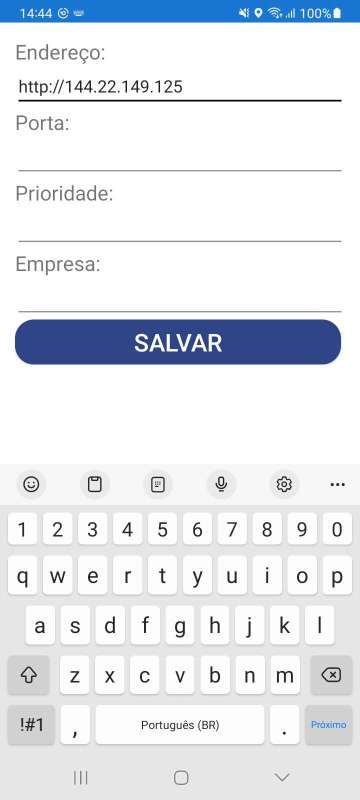 14:44 100%
Endereço:
http://144.22.149.125
Porta:
Prioridade:
Empresa:
SALVAR
1 2 3 4 5 6 7 8 9 0
q w e r t y u i o p
a s d f g h j k l
z x c v b n m
!#1 , Português (BR) . Próximo